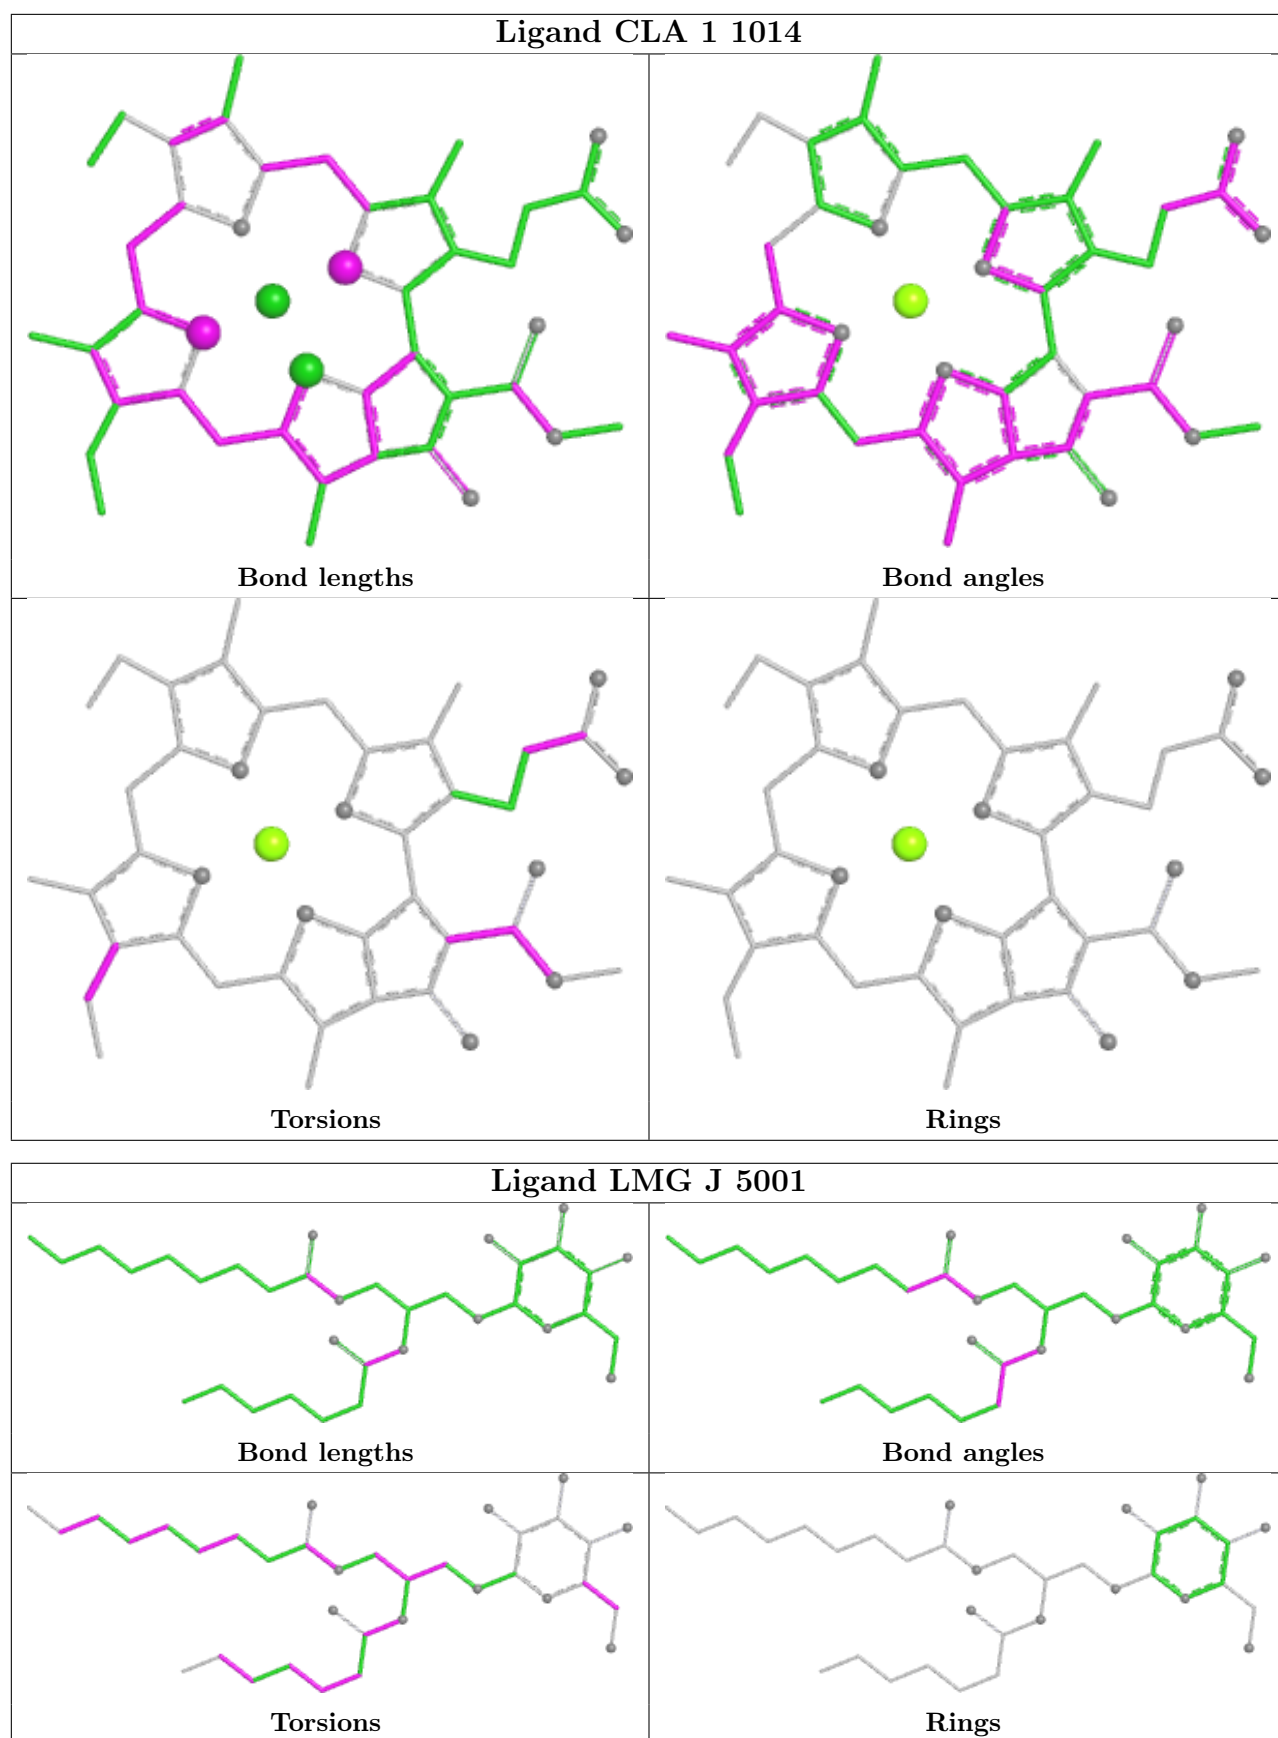 Ligand CLA 1 1014
Bond lengths
Bond angles
Torsions
Rings
Ligand LMG J 5001
Bond lengths
Bond angles
Torsions
Rings